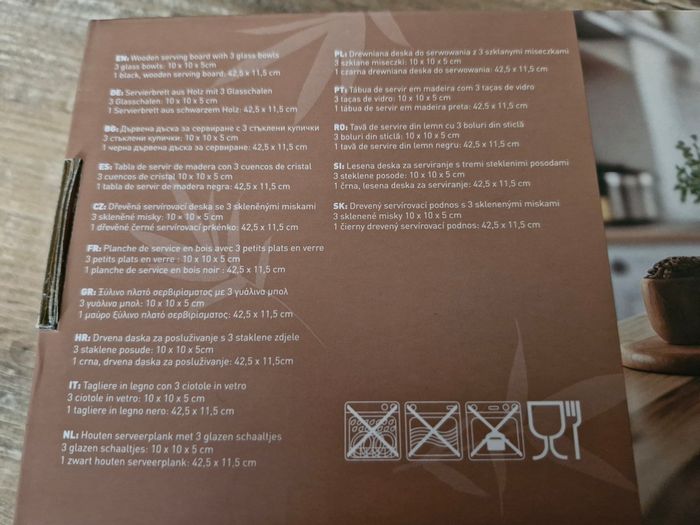 EN: Wooden serving board with 3 glass bowls
3 glass bowls: 10 x 10 x 5 cm
1 black, wooden serving board: 42,5 x 11,5 cm
DE: Servierbrett aus Holz mit 3 Glasschalen
3 Glasschalen: 10 x 10 x 5 cm
1 Servierbrett aus schwarzem Holz: 42,5 x 11,5 cm
BG: Дървена дъска за сервиране с 3 стъклени купички
3 стъклени купички: 10 x 10 x 5 cm
1 черна дървена дъска за сервиране: 42,5 x 11,5 cm
ES: Tabla de servir de madera con 3 cuencos de cristal
3 cuencos de cristal 10 x 10 x 5 cm
1 tabla de servir de madera negra: 42,5 x 11,5 cm
CZ: Dřevěná servírovací deska se 3 skleněnými miskami
3 skleněné misky: 10 x 10 x 5 cm
1 dřevěné černé servírovací prkénko: 42,5 x 11,5 cm
FR: Planche de service en bois avec 3 petits plats en verre
3 petits plats en verre : 10 x 10 x 5 cm
1 planche de service en bois noir : 42,5 x 11,5 cm
GR: Ξύλινο πλατό σερβιρίσματος με 3 γυάλινα μπολ
3 γυάλινα μπολ: 10 x 10 x 5 cm
1 μαύρο ξύλινο πλατό σερβιρίσματος: 42,5 x 11,5 cm
HR: Drvena daska za posluživanje s 3 staklene zdjele
3 staklene posude: 10 x 10 x 5cm
1 crna, drvena daska za posluživanje: 42,5 x 11,5cm
IT: Tagliere in legno con 3 ciotole in vetro
3 ciotole in vetro: 10 x 10 x 5 cm
1 tagliere in legno nero: 42,5 x 11,5 cm
NL: Houten serveerplank met 3 glazen schaaltjes
3 glazen schaaltjes: 10 x 10 x 5 cm
1 zwart houten serveerplank: 42,5 x 11,5 cm
PL: Drewniana deska do serwowania z 3 szklanymi miseczkami
3 szklane miseczki: 10 x 10 x 5 cm
1 czarna drewniana deska do serwowania: 42,5 x 11,5 cm
PT: Tábua de servir em madeira com 3 taças de vidro
3 taças de vidro: 10 x 10 x 5 cm
1 tábua de servir em madeira preta: 42,5 x 11,5 cm
RO: Tavă de servire din lemn cu 3 boluri din sticlă
3 boluri din sticlă: 10 x 10 x 5 cm
1 tavă de servire din lemn negru: 42,5 x 11,5 cm
SI: Lesena deska za serviranje s tremi steklenimi posodami
3 steklene posode: 10 x 10 x 5 cm
1 črna, lesena deska za serviranje: 42,5 x 11,5 cm
SK: Drevený servírovací podnos s 3 sklenenými miskami
3 sklenené misky 10 x 10 x 5 cm
1 čierny drevený servírovací podnos: 42,5 x 11,5 cm